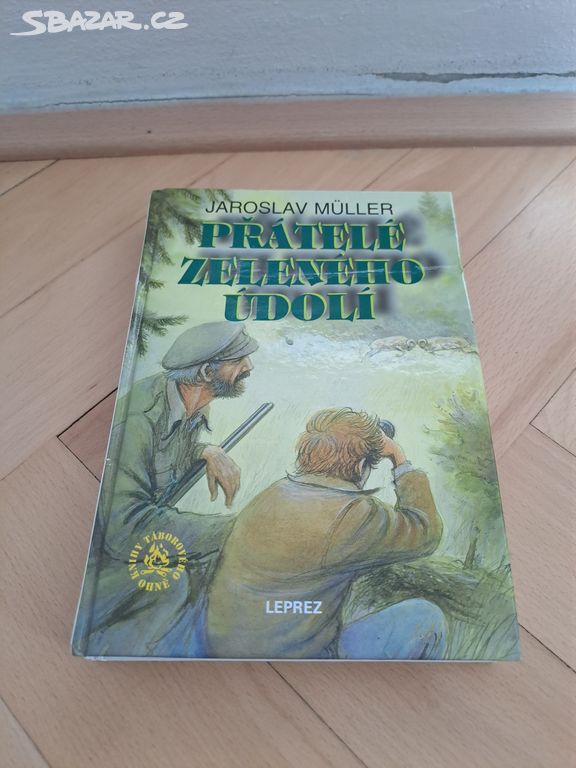 SBAZAR.CZ
JAROSLAV MÜLLER
PŘÁTELÉ
ZELENÉHO
ÚDOLÍ
KNIHY TÁBOROVÉHO OHNĚ
LEPREZ